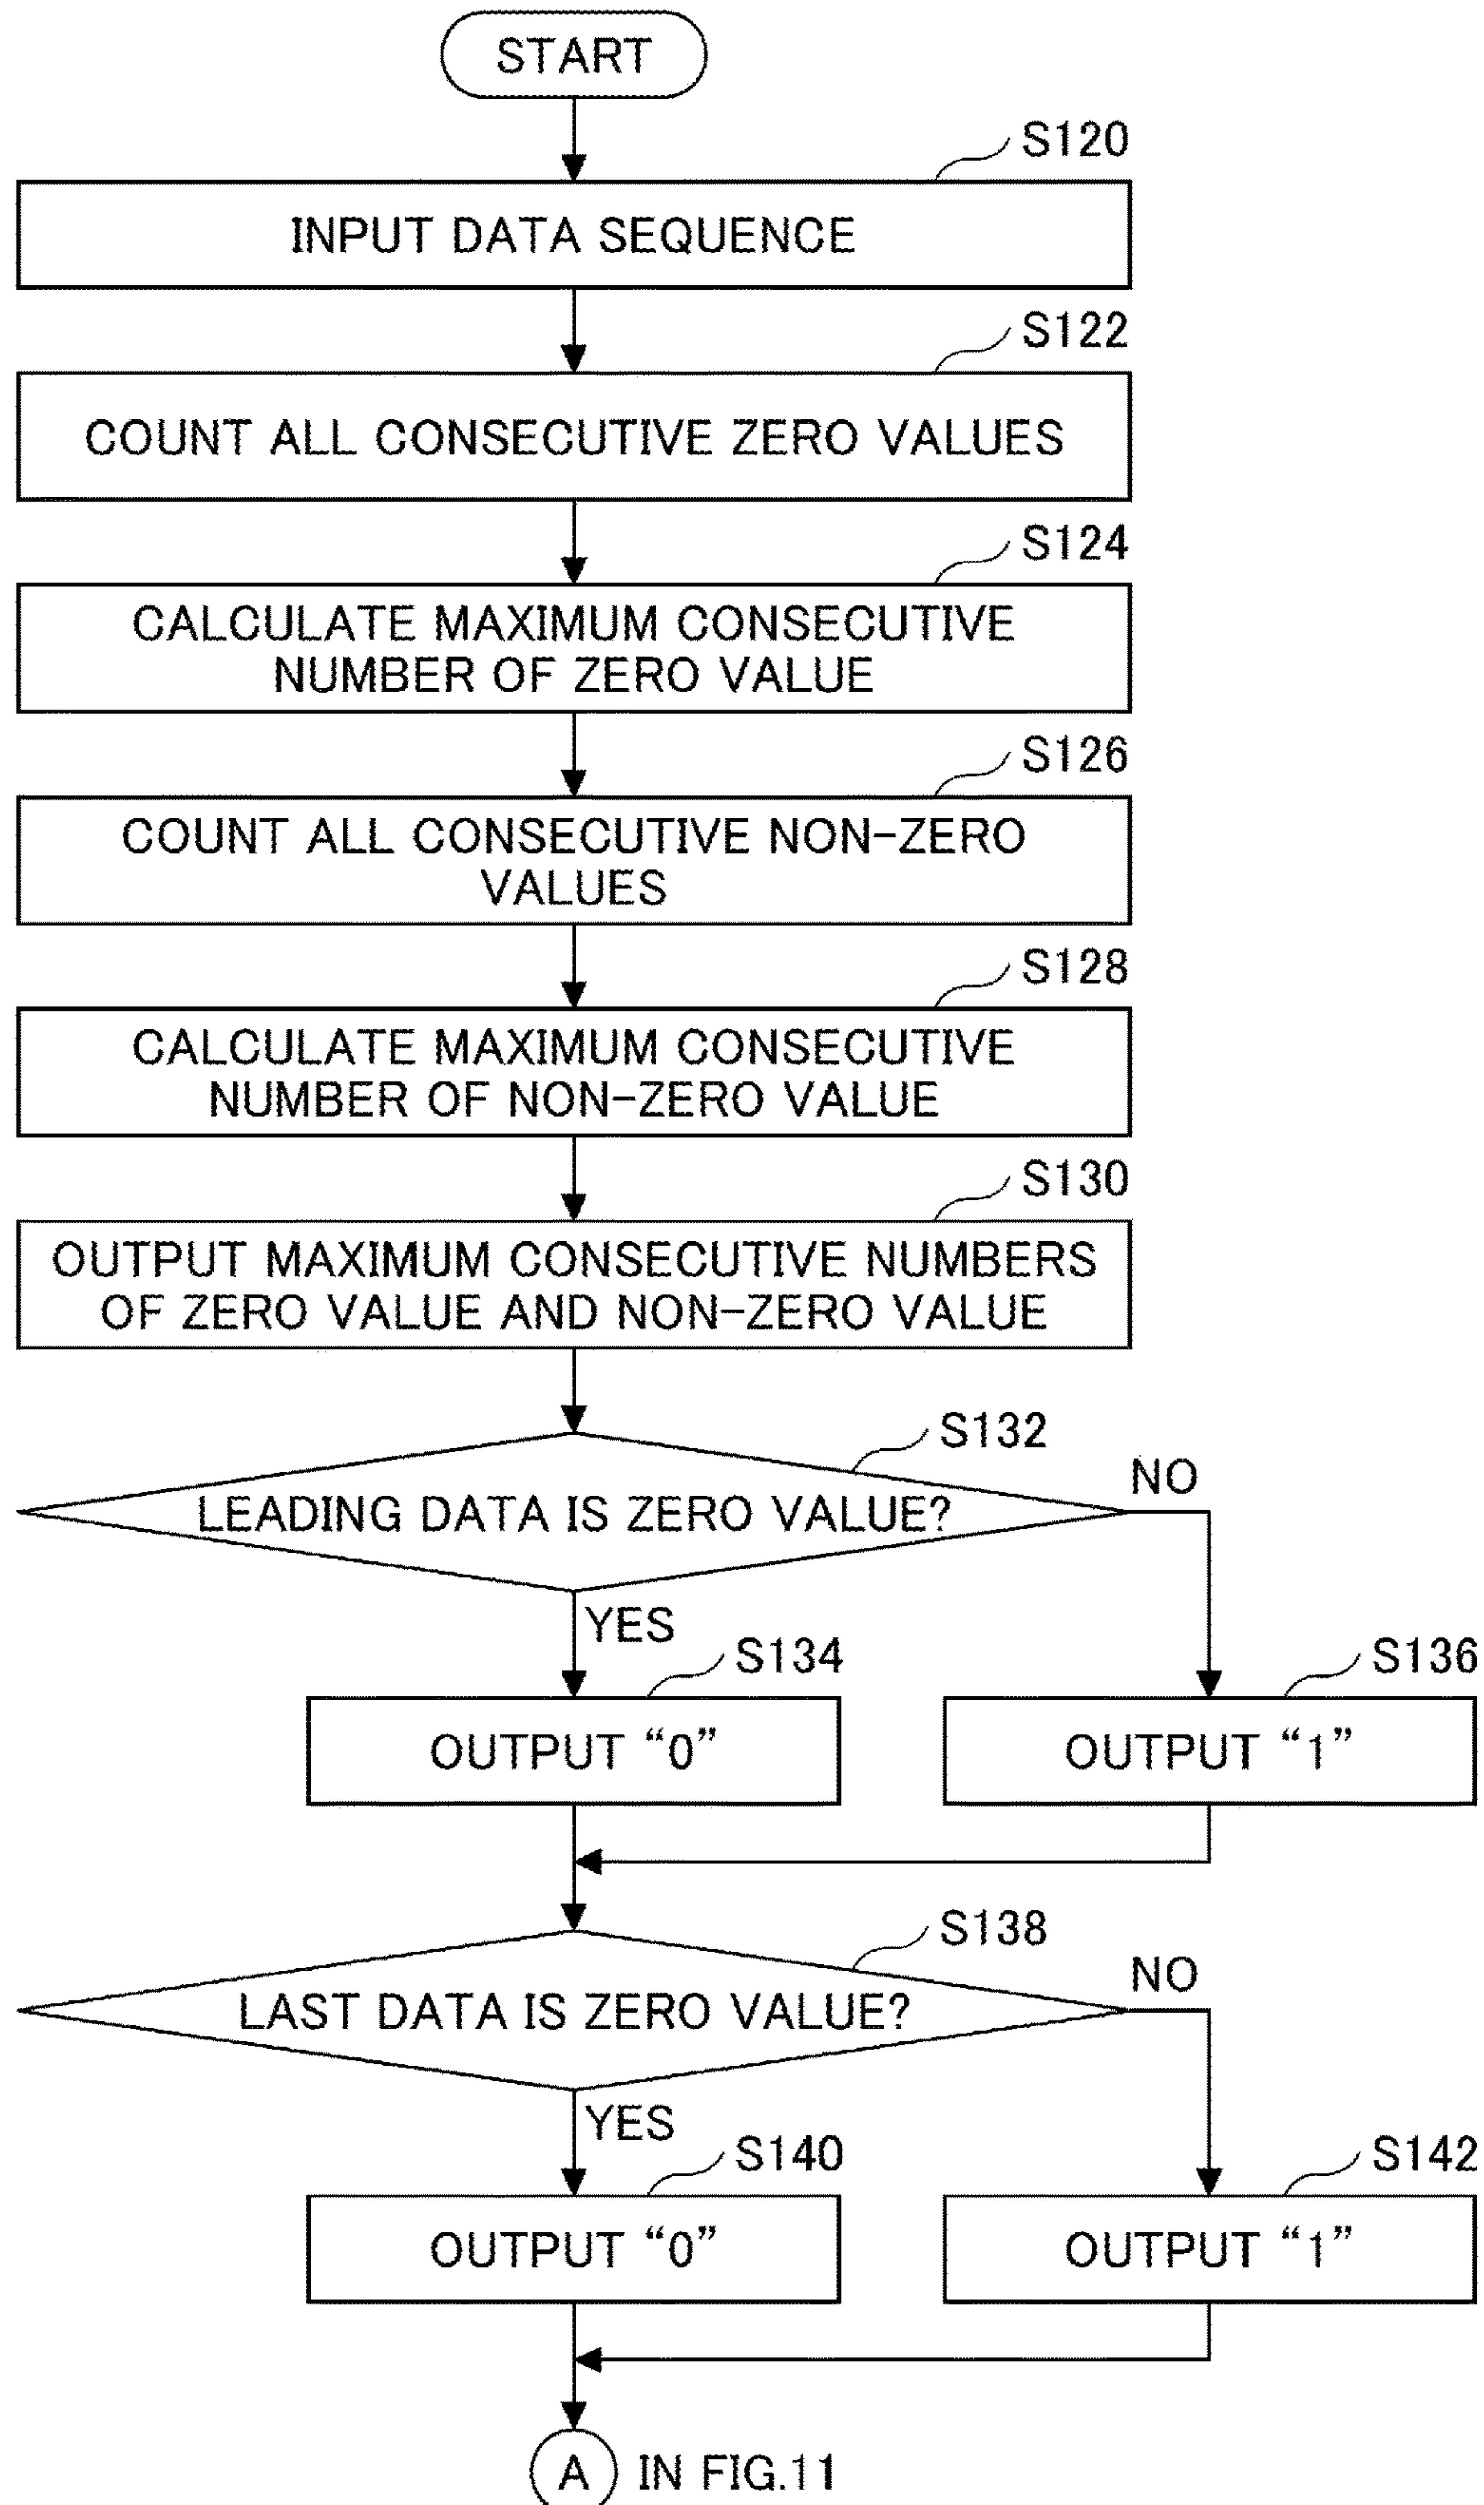 START
S120
INPUT DATA SEQUENCE
S122
COUNT ALL CONSECUTIVE ZERO VALUES
S124
CALCULATE MAXIMUM CONSECUTIVE
NUMBER OF ZERO VALUE
S126
COUNT ALL CONSECUTIVE NON-ZERO
VALUES
S128
CALCULATE MAXIMUM CONSECUTIVE
NUMBER OF NON-ZERO VALUE
S130
OUTPUT MAXIMUM CONSECUTIVE NUMBERS
OF ZERO VALUE AND NON-ZERO VALUE
S132
NO
LEADING DATA IS ZERO VALUE?
YES
S134
S136
OUTPUT “0”
OUTPUT “1”
S138
NO
LAST DATA IS ZERO VALUE?
YES
S140
S142
OUTPUT “0”
OUTPUT “1”
A IN FIG.11